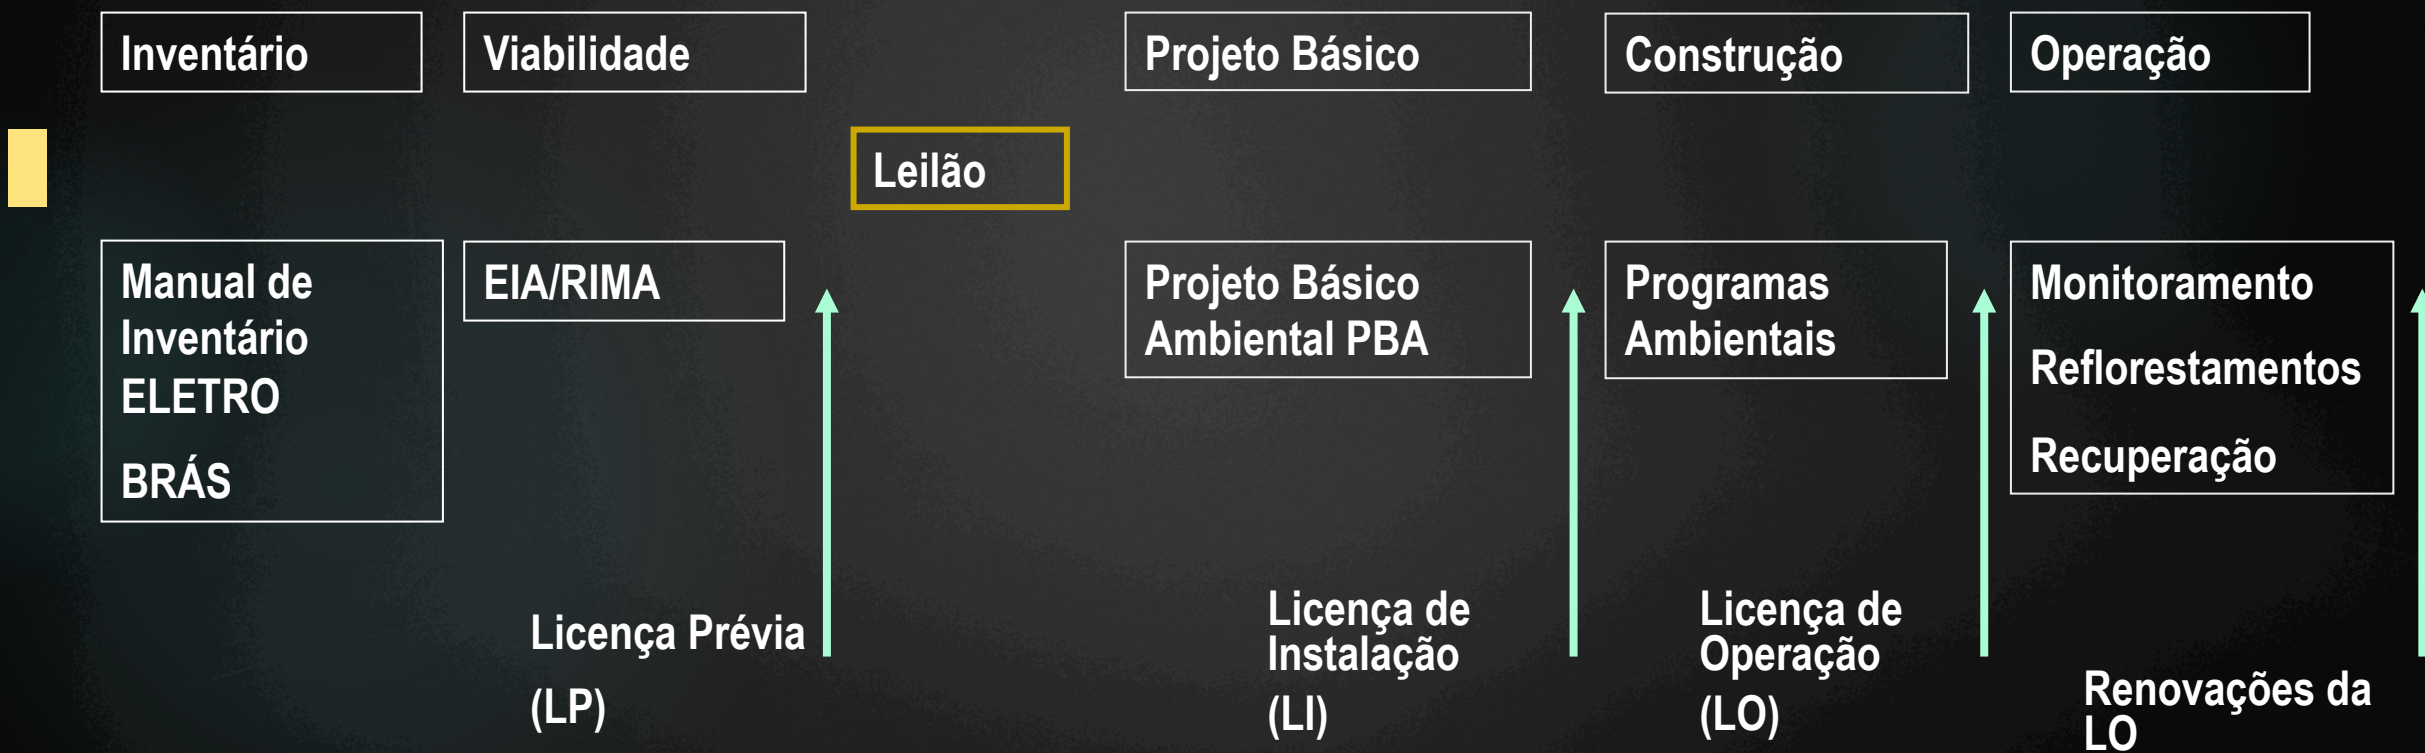 Inventário
Viabilidade
Projeto Básico
Construção
Operação
Leilão
Manual de
Inventário
ELETRO
BRÁS
EIA/RIMA
Projeto Básico
Ambiental PBA
Programas
Ambientais
Monitoramento
Reflorestamentos
Recuperação
Licença Prévia
(LP)
Licença de
Instalação
(LI)
Licença de
Operação
(LO)
Renovações da
LO